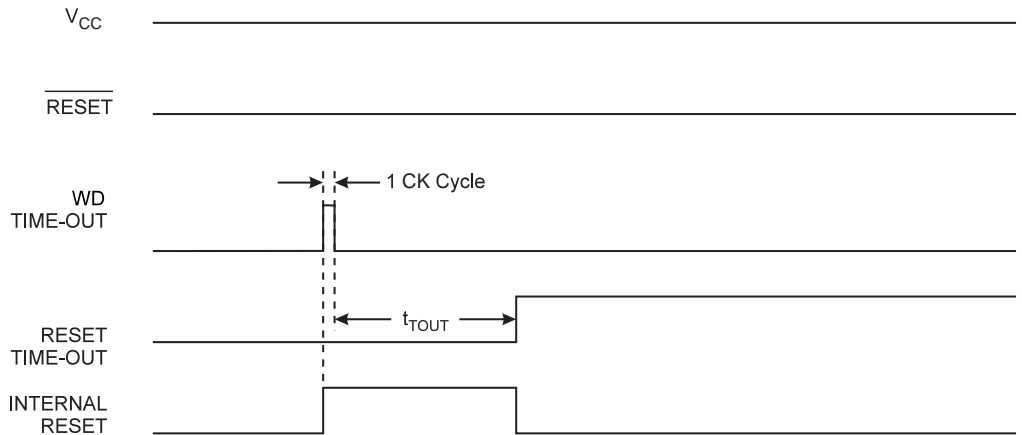 VCC
RESET
1 CK Cycle
WD
TIME-OUT
tTOUT
RESET
TIME-OUT
INTERNAL
RESET